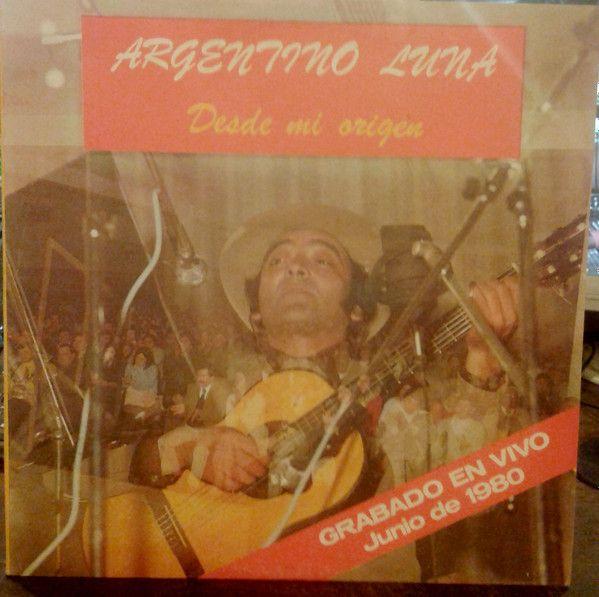 ARGENTINO LUNA
Desde mi origen
GRABADO EN VIVO
Junio de 1980